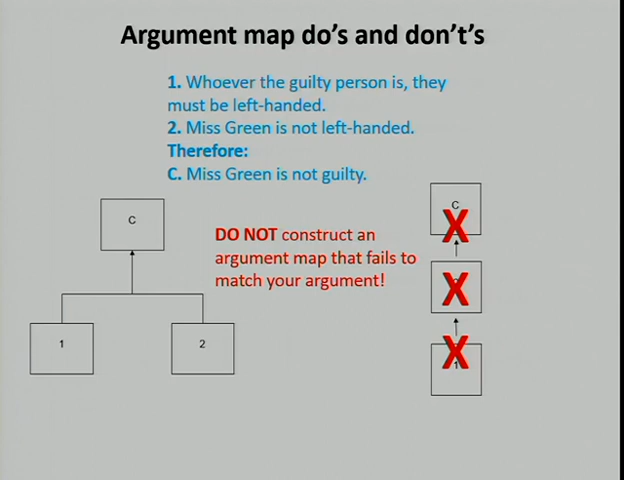 Argument map do's and don't's
1. Whoever the guilty person is, they
must be left-handed.
2. Miss Green is not left-handed.
Therefore:
C. Miss Green is not guilty.
C
C
DO NOT construct an
argument map that fails to
match your argument!
X
X
1
2
X
1